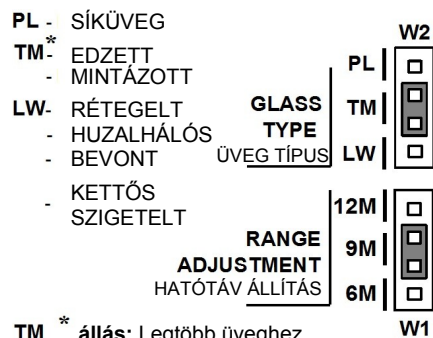 PL - SÍKÜVEG
TM* - EDZETT
- MINTÁZOTT
LW- RÉTEGELT
- HUZALHÁLÓS
- BEVONT
- KETTŐS
SZIGETELT
W2
PL
TM
LW
GLASS
TYPE
ÜVEG TÍPUS
12M
9M
6M
RANGE
ADJUSTMENT
HATÓTÁV ÁLLÍTÁS
W1
TM * állás: Legtöbb üveghez